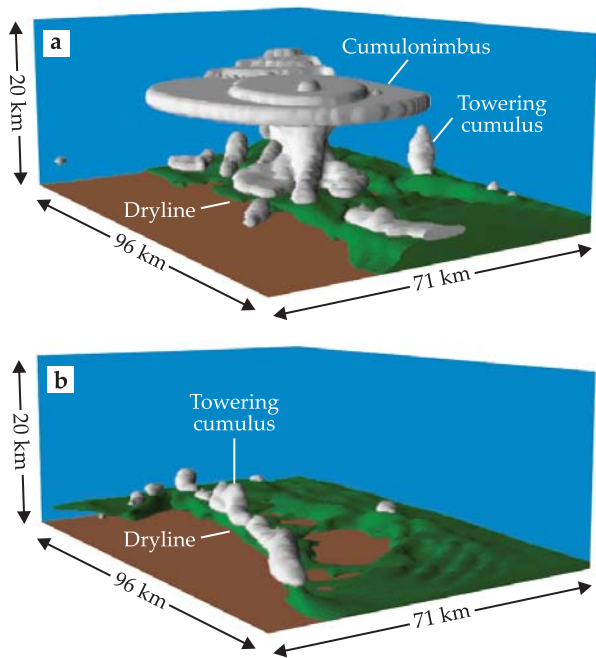 a
Cumulonimbus
Towering
cumulus
20 km
Dryline
96 km
71 km
b
Towering
cumulus
20 km
Dryline
96 km
71 km